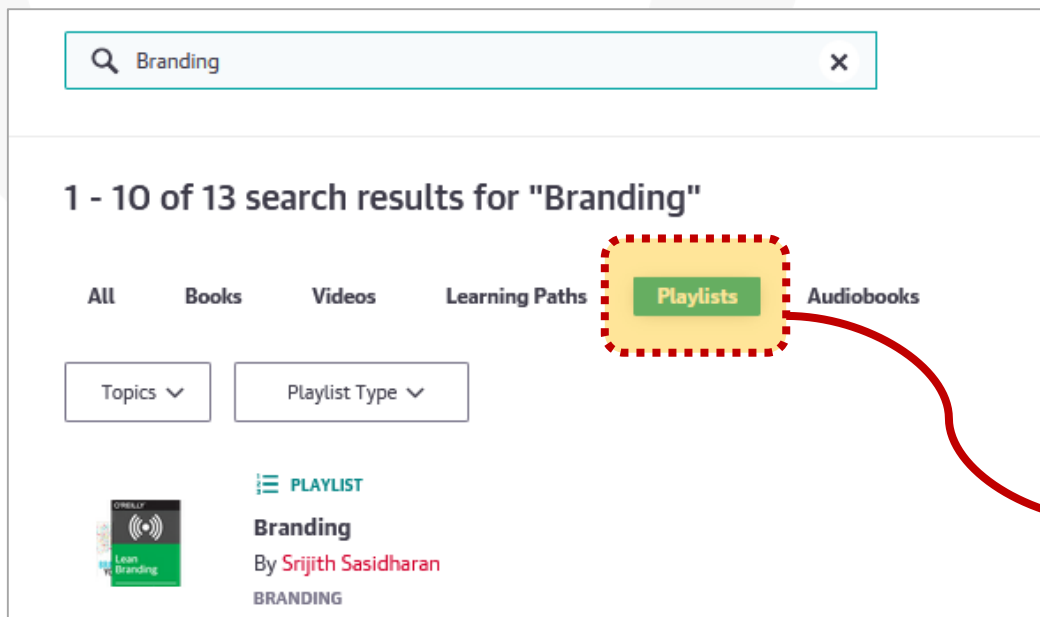 Branding
1 - 10 of 13 search results for "Branding"
All Books Videos Learning Paths Playlists Audiobooks
Topics Playlist Type
PLAYLIST
Branding
By Srijith Sasidharan
BRANDING
O'REILLY
Lean
Branding